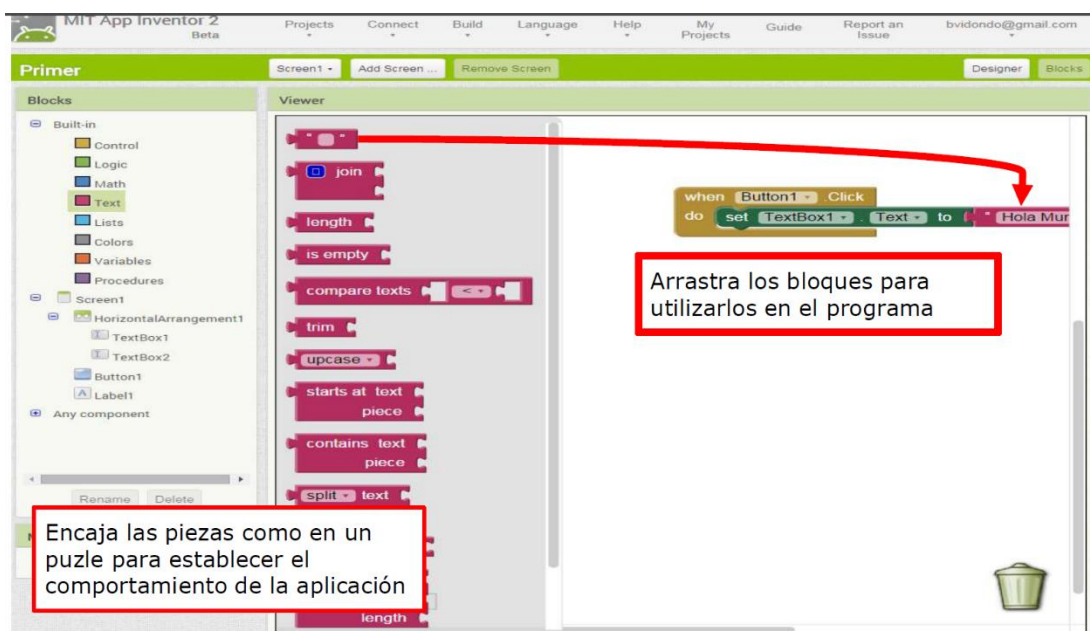 MIT App Inventor 2
Beta
Projects
Connect
Build
Language
Help
My
Projects
Guide
Report an
Issue
bvidondo@gmail.com
Primer
Screen1
Add Screen ...
Remove Screen
Designer
Blocks
Blocks
Viewer
Built-in
Control
Logic
Math
Text
Lists
Colors
Variables
Procedures
Screen1
HorizontalArrangement1
TextBox1
TextBox2
Button1
Label1
Any component
Rename Delete
" "
join
length
is empty
compare texts <
trim
upcase
starts at text
piece
contains text
piece
split text
length
when Button1 .Click
do set TextBox1 . Text to " Hola Mur
Arrastra los bloques para
utilizarlos en el programa
Encaja las piezas como en un
puzle para establecer el
comportamiento de la aplicación